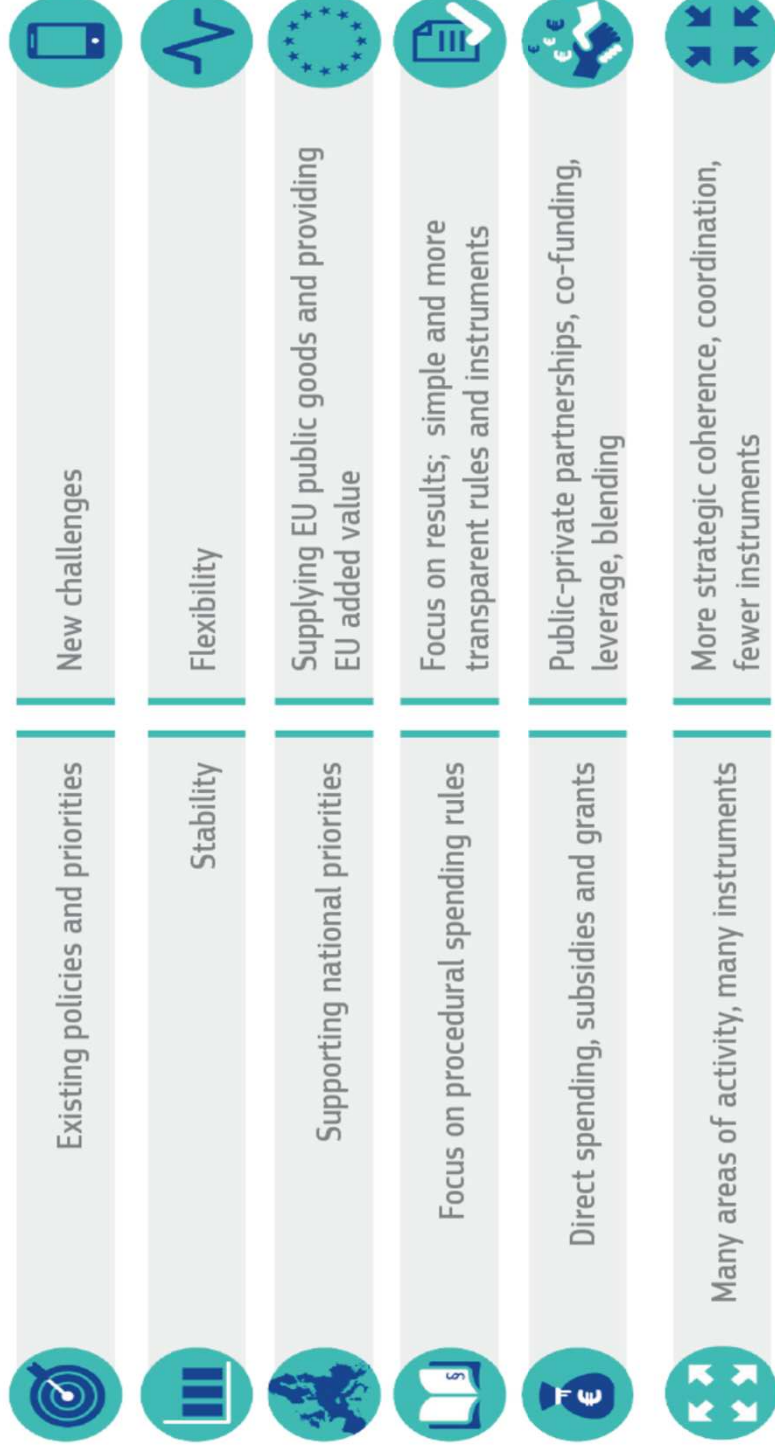 Existing policies and priorities
New challenges
Stability
Flexibility
Supporting national priorities
Supplying EU public goods and providing
EU added value
Focus on procedural spending rules
Focus on results; simple and more
transparent rules and instruments
Direct spending, subsidies and grants
Public-private partnerships, co-funding,
leverage, blending
Many areas of activity, many instruments
More strategic coherence, coordination,
fewer instruments